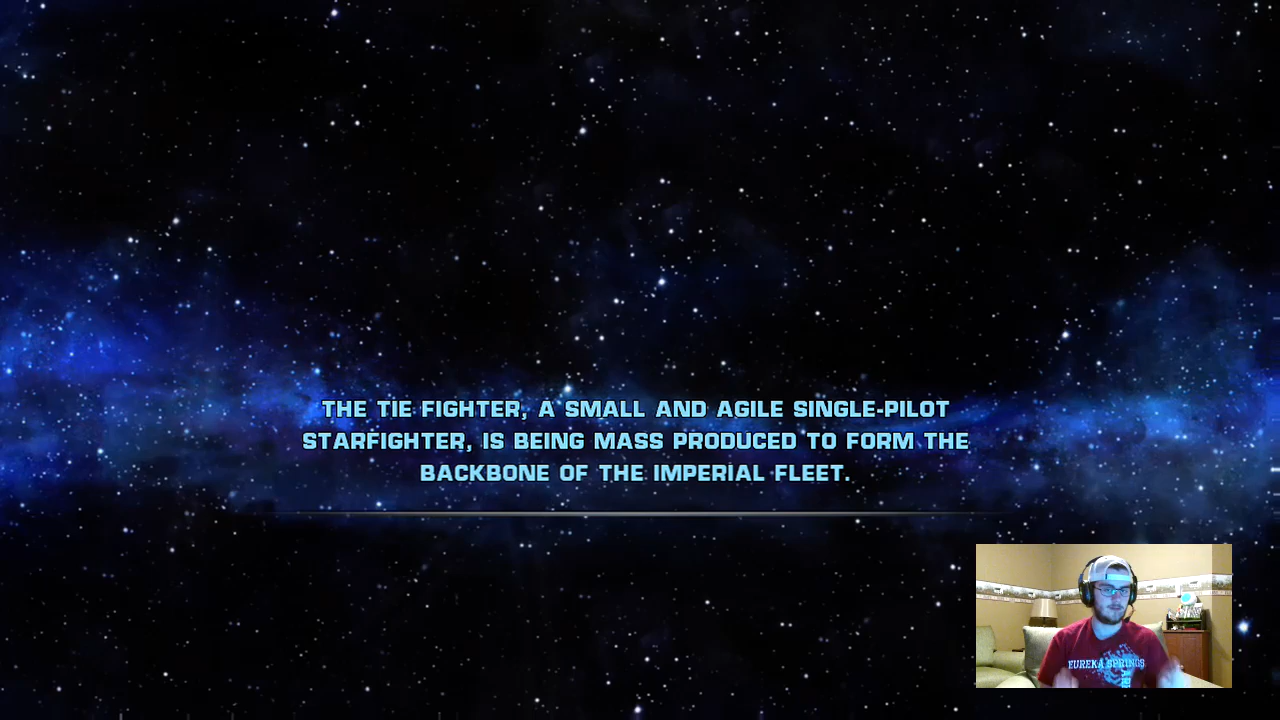 THE TIE FIGHTER, A SMALL AND AGILE SINGLE-PILOT
STARFIGHTER, IS BEING MASS PRODUCED TO FORM THE
BACKBONE OF THE IMPERIAL FLEET.
EUREKA SPRINGS